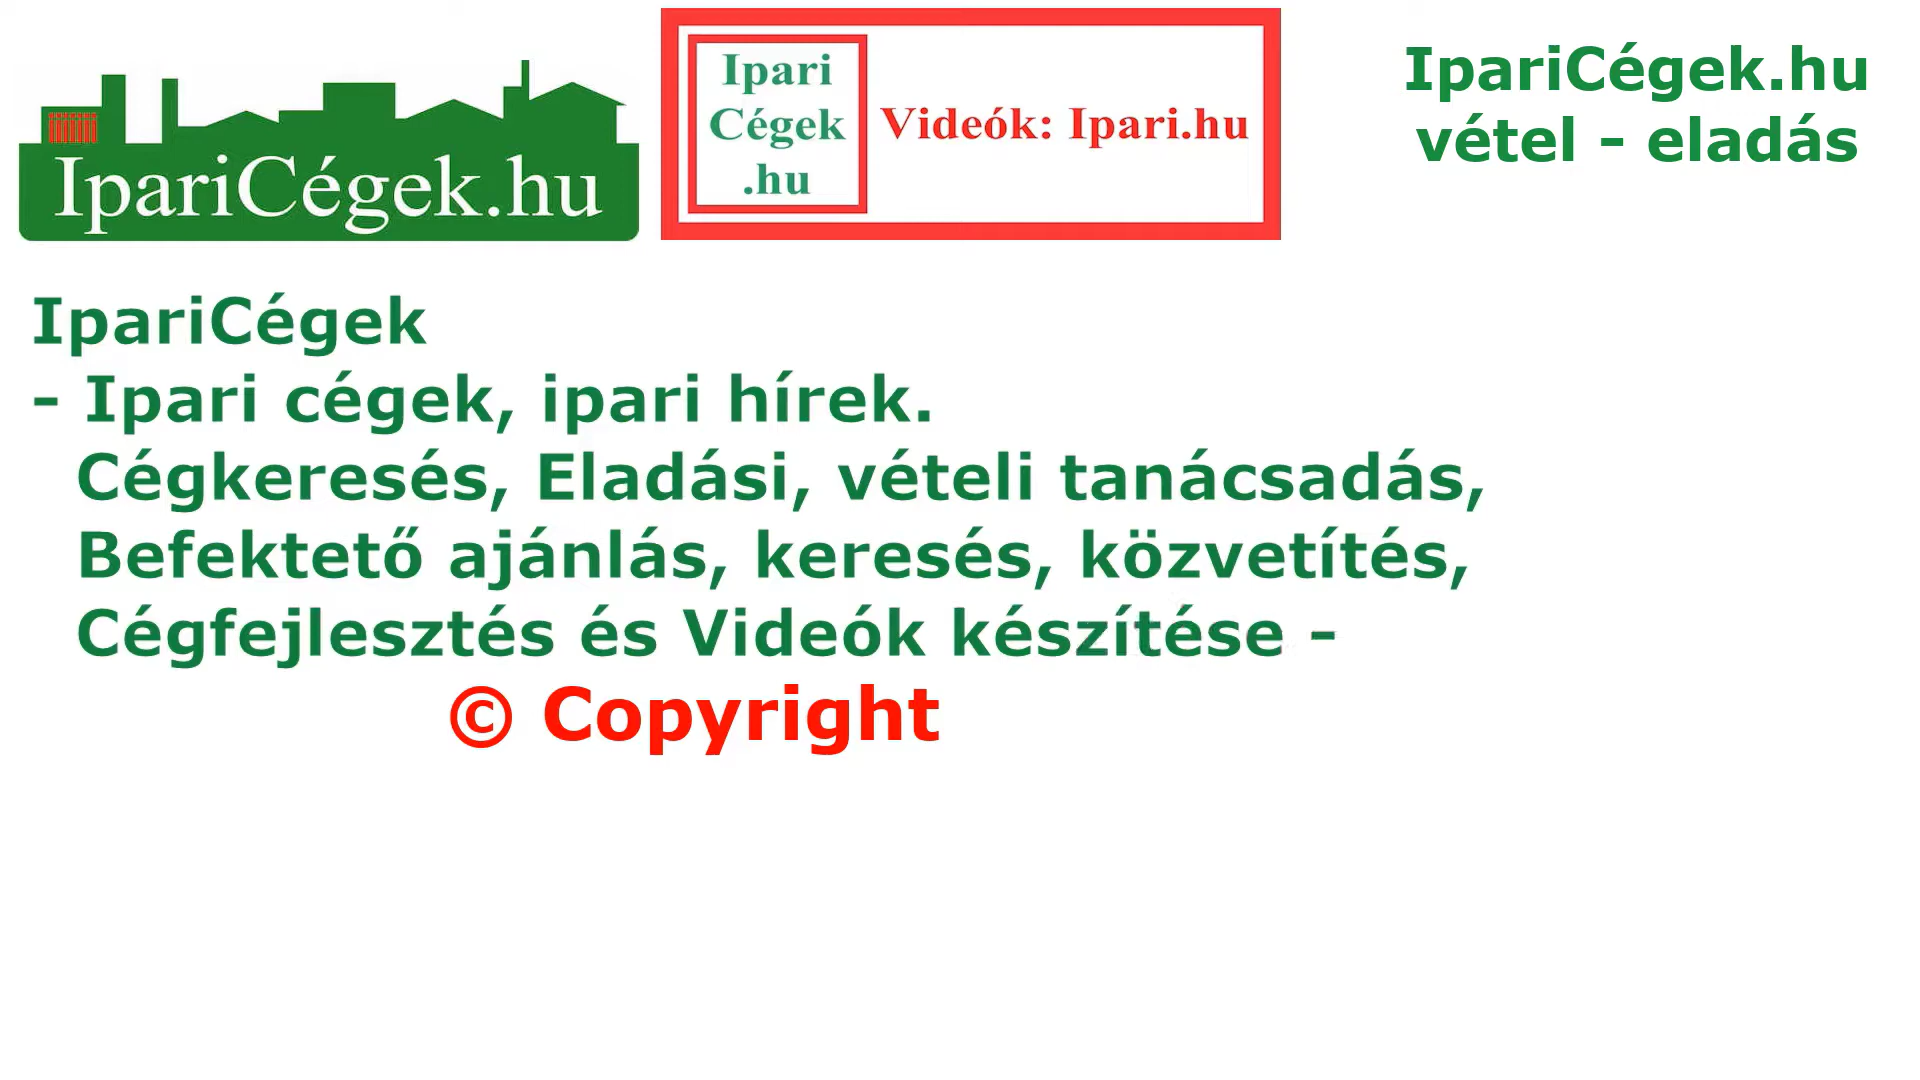 IpariCégek.hu
Ipari
Cégek
.hu
Videók: Ipari.hu
IpariCégek.hu
vétel - eladás
IpariCégek
- Ipari cégek, ipari hírek.
Cégkeresés, Eladási, vételi tanácsadás,
Befektető ajánlás, keresés, közvetítés,
Cégfejlesztés és Videók készítése -
© Copyright